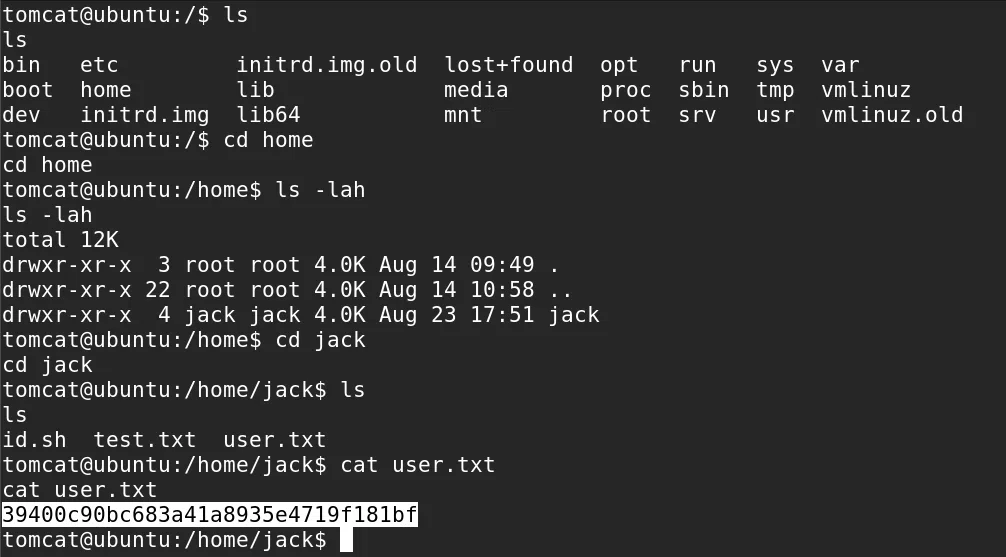 tomcat@ubuntu:/$ ls
ls
bin   etc         initrd.img.old  lost+found  opt   run   sys  var
boot  home        lib             media       proc  sbin  tmp  vmlinuz
dev   initrd.img  lib64           mnt         root  srv   usr  vmlinuz.old
tomcat@ubuntu:/$ cd home
cd home
tomcat@ubuntu:/home$ ls -lah
ls -lah
total 12K
drwxr-xr-x  3 root root 4.0K Aug 14 09:49 .
drwxr-xr-x 22 root root 4.0K Aug 14 10:58 ..
drwxr-xr-x  4 jack jack 4.0K Aug 23 17:51 jack
tomcat@ubuntu:/home$ cd jack
cd jack
tomcat@ubuntu:/home/jack$ ls
ls
id.sh  test.txt  user.txt
tomcat@ubuntu:/home/jack$ cat user.txt
cat user.txt
39400c90bc683a41a8935e4719f181bf
tomcat@ubuntu:/home/jack$